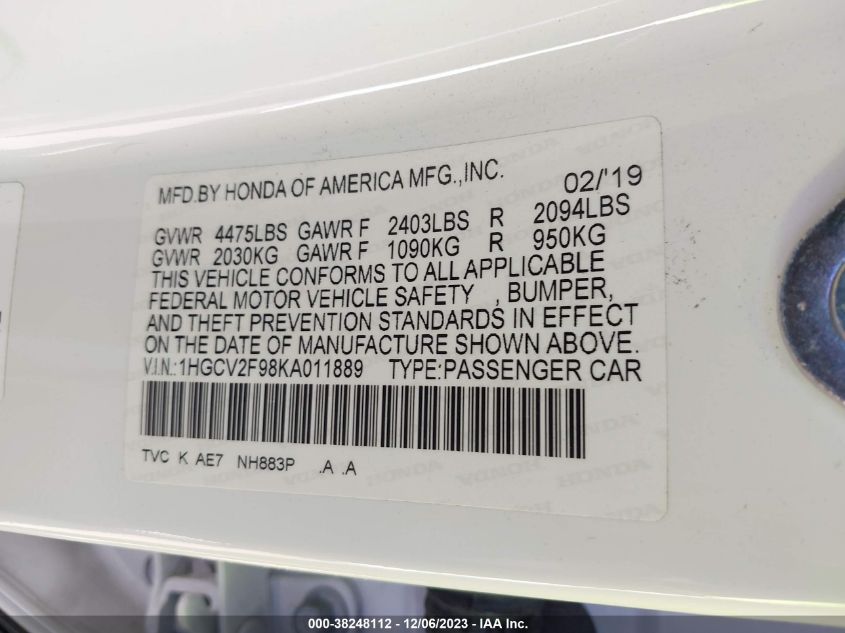 MFD.BY HONDA OF AMERICA MFG.,INC. 02/'19
GVWR 4475LBS GAWR F 2403LBS R 2094LBS
GVWR 2030KG GAWR F 1090KG R 950KG
THIS VEHICLE CONFORMS TO ALL APPLICABLE
FEDERAL MOTOR VEHICLE SAFETY , BUMPER,
AND THEFT PREVENTION STANDARDS IN EFFECT
ON THE DATE OF MANUFACTURE SHOWN ABOVE.
V.I.N.:1HGCV2F98KA011889 TYPE:PASSENGER CAR
TVC K AE7 NH883P .A .A
000-38248112 - 12/06/2023 - IAA Inc.